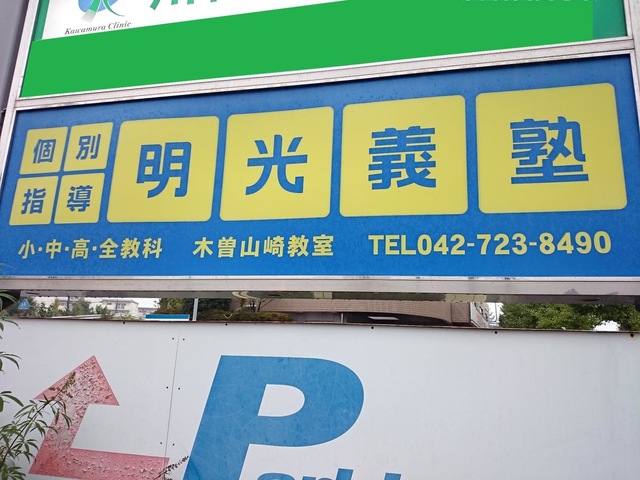 Kawamura Clinic
個別
指導
明光義塾
小・中・高・全教科 木曽山崎教室 TEL042-723-8490
P